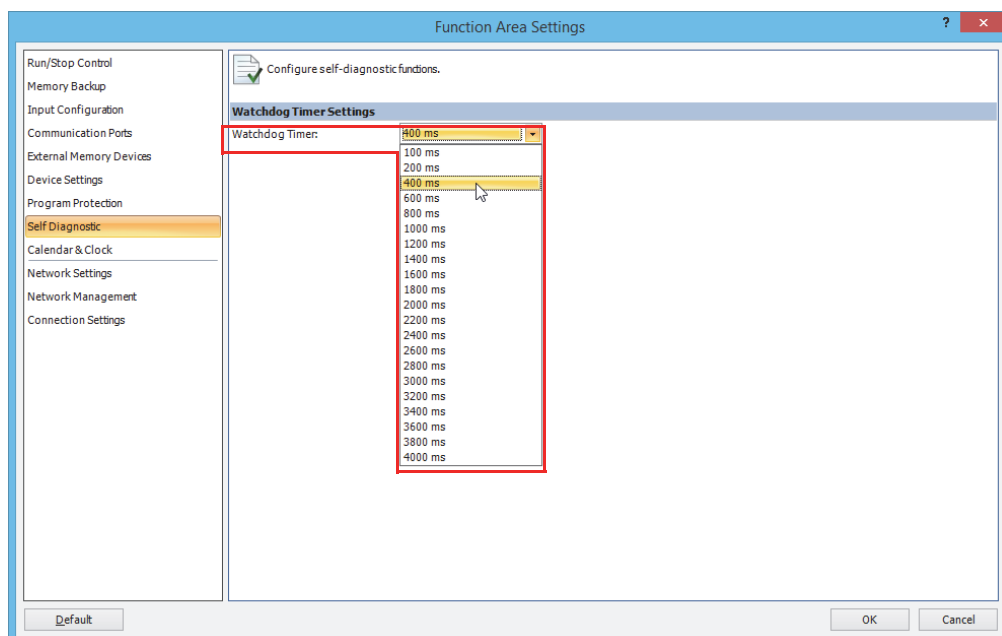 Function Area Settings
?
Run/Stop Control
Memory Backup
Input Configuration
Communication Ports
External Memory Devices
Device Settings
Program Protection
Self Diagnostic
Calendar & Clock
Network Settings
Network Management
Connection Settings
Configure self-diagnostic functions.
Watchdog Timer Settings
Watchdog Timer: 400 ms
100 ms
200 ms
400 ms
600 ms
800 ms
1000 ms
1200 ms
1400 ms
1600 ms
1800 ms
2000 ms
2200 ms
2400 ms
2600 ms
2800 ms
3000 ms
3200 ms
3400 ms
3600 ms
3800 ms
4000 ms
Default
OK
Cancel